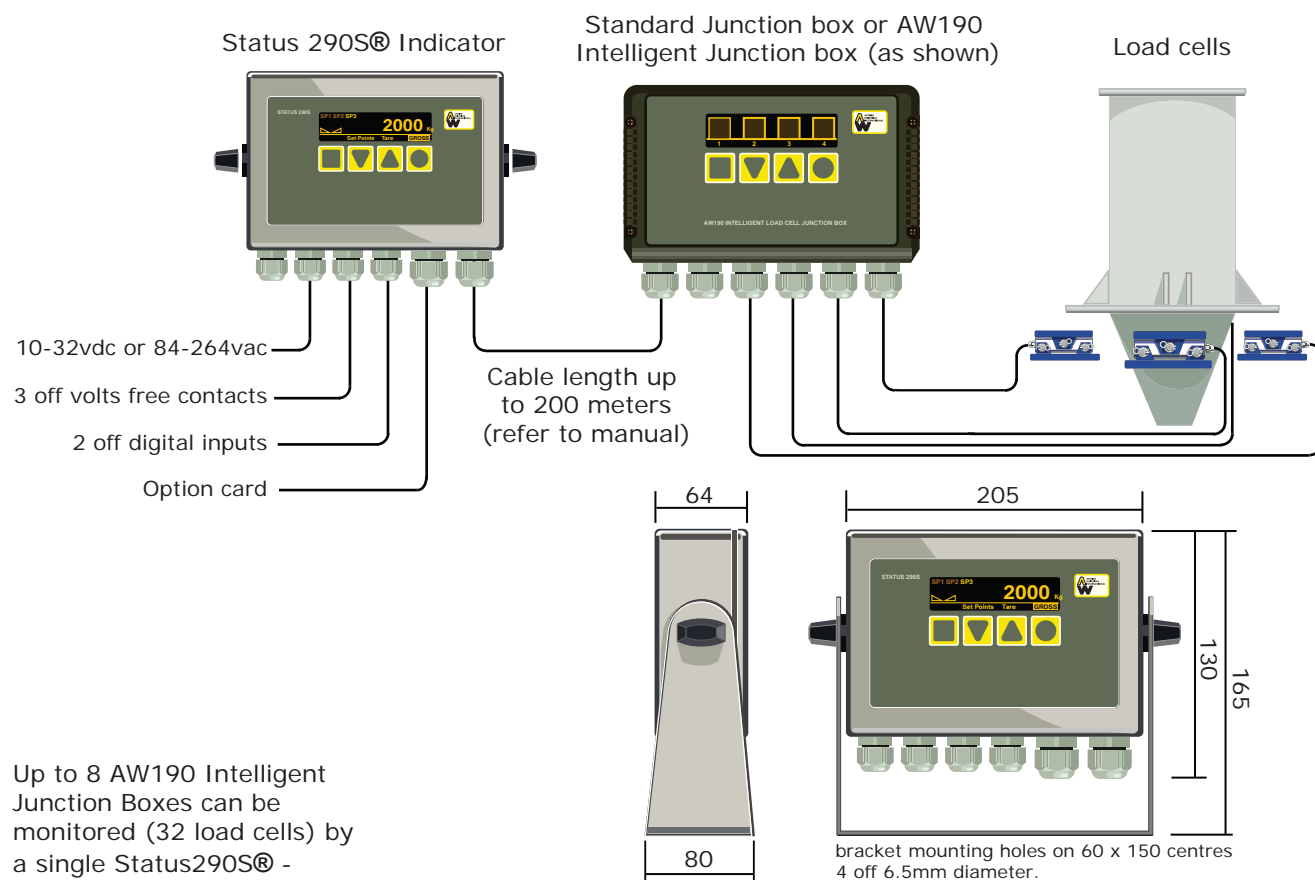 Status 290S® Indicator
Standard Junction box or AW190
Intelligent Junction box (as shown)
Load cells
STATUS 290S
SP1 SP2 SP3
2000 Kg
Set Points Tare GROSS
1 2 3 4
AW190 INTELLIGENT LOAD CELL JUNCTION BOX
10-32vdc or 84-264vac
3 off volts free contacts
2 off digital inputs
Option card
Cable length up
to 200 meters
(refer to manual)
64
205
STATUS 290S
SP1 SP2 SP3
2000 Kg
Set Points Tare GROSS
130
165
80
bracket mounting holes on 60 x 150 centres
4 off 6.5mm diameter.
Up to 8 AW190 Intelligent
Junction Boxes can be
monitored (32 load cells) by
a single Status290S® -